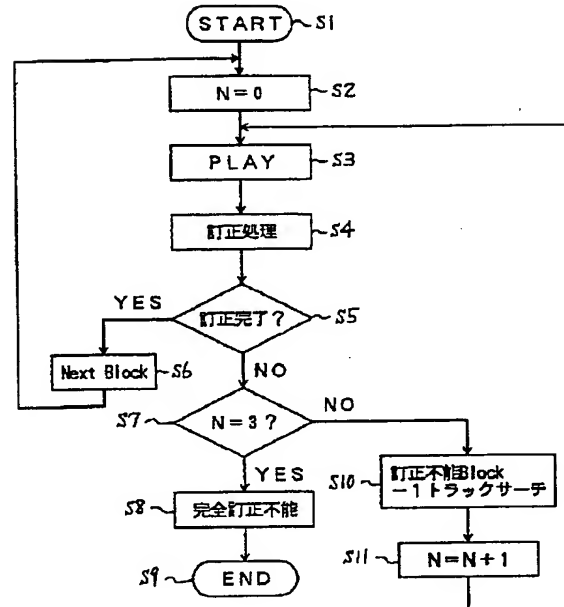 START S1
N=0 S2
PLAY S3
訂正処理 S4
YES 訂正完了? S5
Next Block S6
NO
S7 N=3? NO
YES
S8 完全訂正不能
訂正不能Block
-1トラックサーチ
S10
S9 END
N=N+1
S11